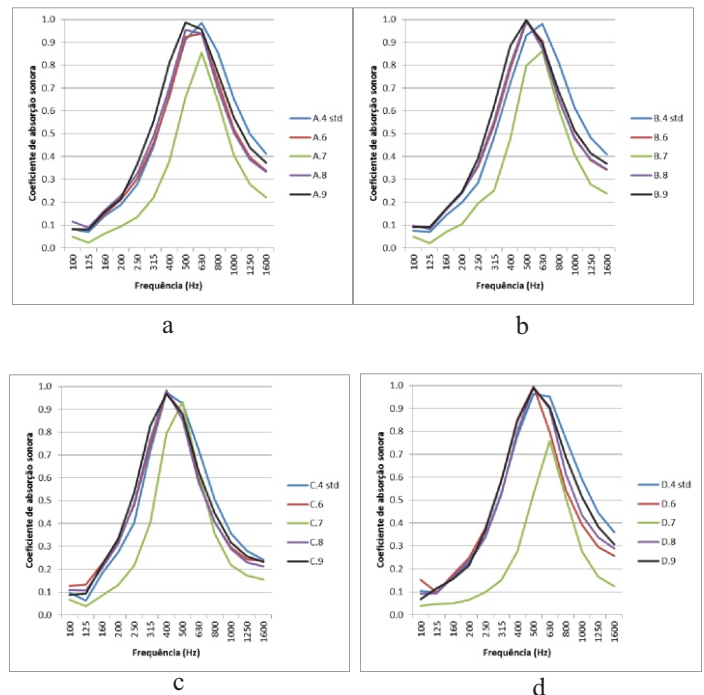 Coeficiente de absorção sonora
1.0
0.9
0.8
0.7
0.6
0.5
0.4
0.3
0.2
0.1
0.0
100 125 160 200 250 315 400 500 630 800 1000 1250 1600
Frequência (Hz)
A.4 std
A.6
A.7
A.8
A.9
a
Coeficiente de absorção sonora
1.0
0.9
0.8
0.7
0.6
0.5
0.4
0.3
0.2
0.1
0.0
100 125 160 200 250 315 400 500 630 800 1000 1250 1600
Frequência (Hz)
B.4 std
B.6
B.7
B.8
B.9
b
Coeficiente de absorção sonora
1.0
0.9
0.8
0.7
0.6
0.5
0.4
0.3
0.2
0.1
0.0
100 125 160 200 250 315 400 500 630 800 1000 1250 1600
Frequência (Hz)
C.4 std
C.6
C.7
C.8
C.9
c
Coeficiente de absorção sonora
1.0
0.9
0.8
0.7
0.6
0.5
0.4
0.3
0.2
0.1
0.0
100 125 160 200 250 315 400 500 630 800 1000 1250 1600
Frequência (Hz)
D.4 std
D.6
D.7
D.8
D.9
d